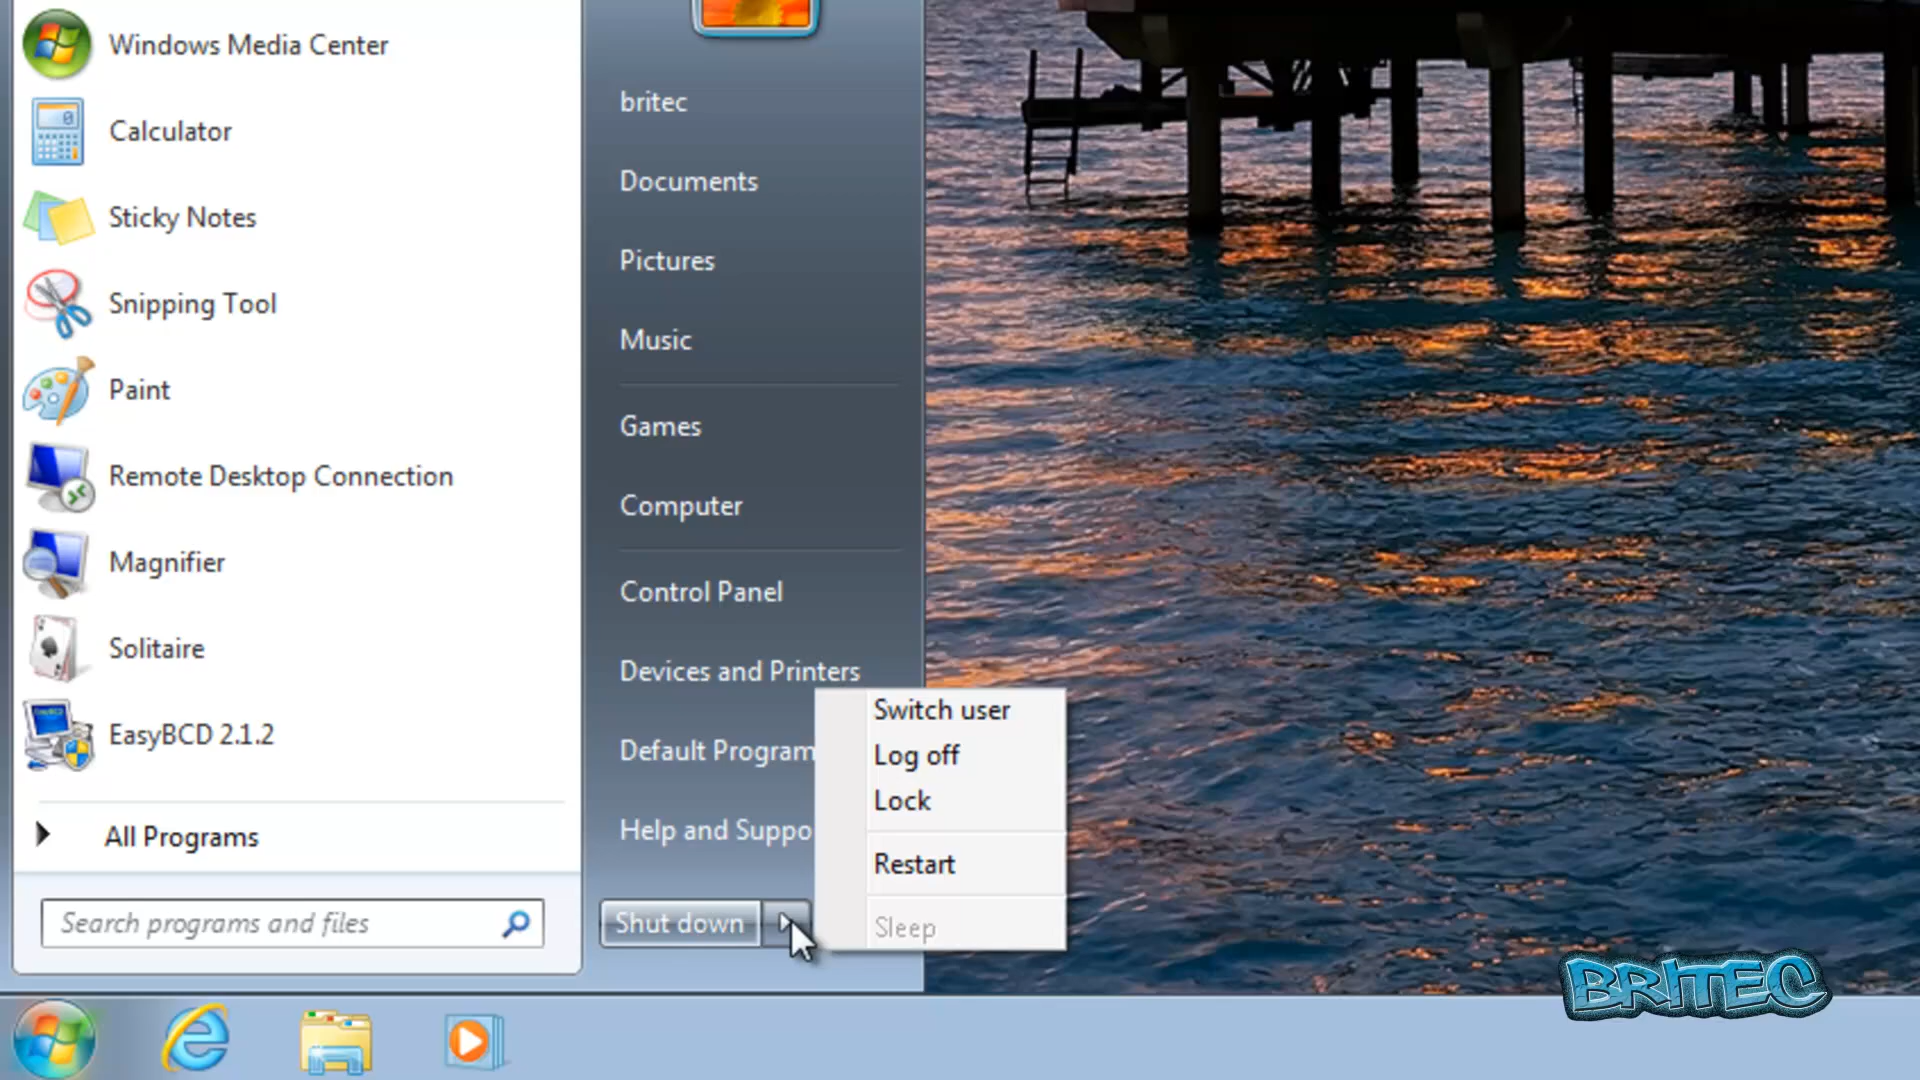 Windows Media Center
Calculator
Sticky Notes
Snipping Tool
Paint
Remote Desktop Connection
Magnifier
Solitaire
EasyBCD 2.1.2
All Programs
Search programs and files
britec
Documents
Pictures
Music
Games
Computer
Control Panel
Devices and Printers
Default Program
Help and Suppo
Shut down
Switch user
Log off
Lock
Restart
Sleep
BRITEC